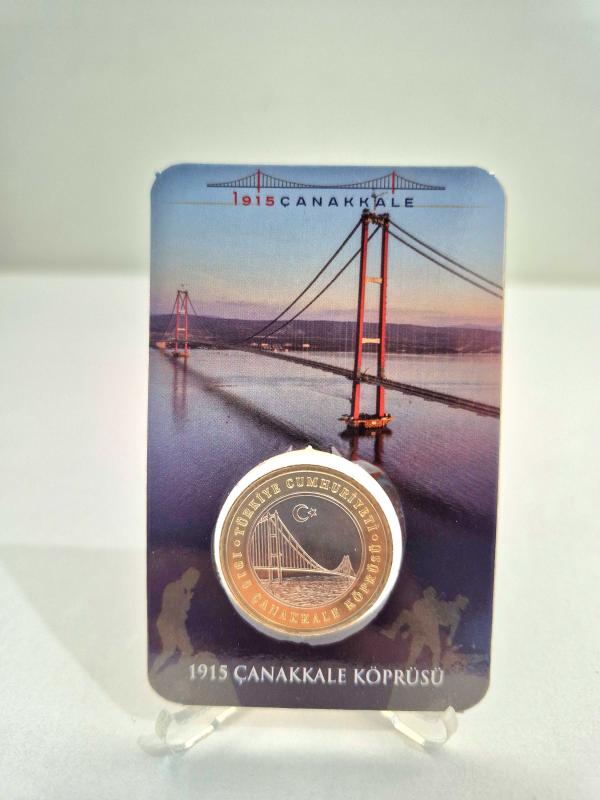 1915ÇANAKKALE
• TÜRKİYE CUMHURİYETİ •
1915 ÇANAKKALE KÖPRÜSÜ
1915 ÇANAKKALE KÖPRÜSÜ